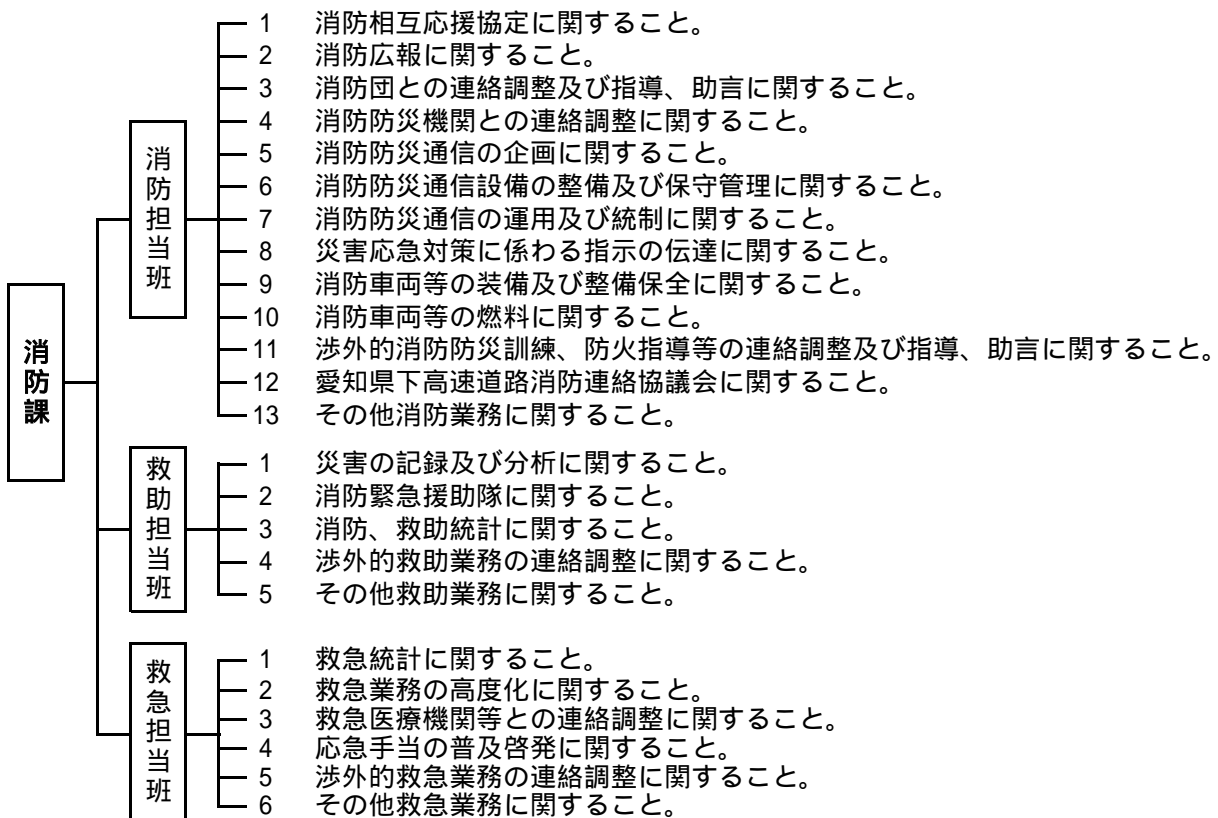 消防課
消防担当班
1 消防相互応援協定に関すること。
2 消防広報に関すること。
3 消防団との連絡調整及び指導、助言に関すること。
4 消防防災機関との連絡調整に関すること。
5 消防防災通信の企画に関すること。
6 消防防災通信設備の整備及び保守管理に関すること。
7 消防防災通信の運用及び統制に関すること。
8 災害応急対策に係わる指示の伝達に関すること。
9 消防車両等の装備及び整備保全に関すること。
10 消防車両等の燃料に関すること。
11 渉外的消防防災訓練、防火指導等の連絡調整及び指導、助言に関すること。
12 愛知県下高速道路消防連絡協議会に関すること。
13 その他消防業務に関すること。
救助担当班
1 災害の記録及び分析に関すること。
2 消防緊急援助隊に関すること。
3 消防、救助統計に関すること。
4 渉外的救助業務の連絡調整に関すること。
5 その他救助業務に関すること。
救急担当班
1 救急統計に関すること。
2 救急業務の高度化に関すること。
3 救急医療機関等との連絡調整に関すること。
4 応急手当の普及啓発に関すること。
5 渉外的救急業務の連絡調整に関すること。
6 その他救急業務に関すること。